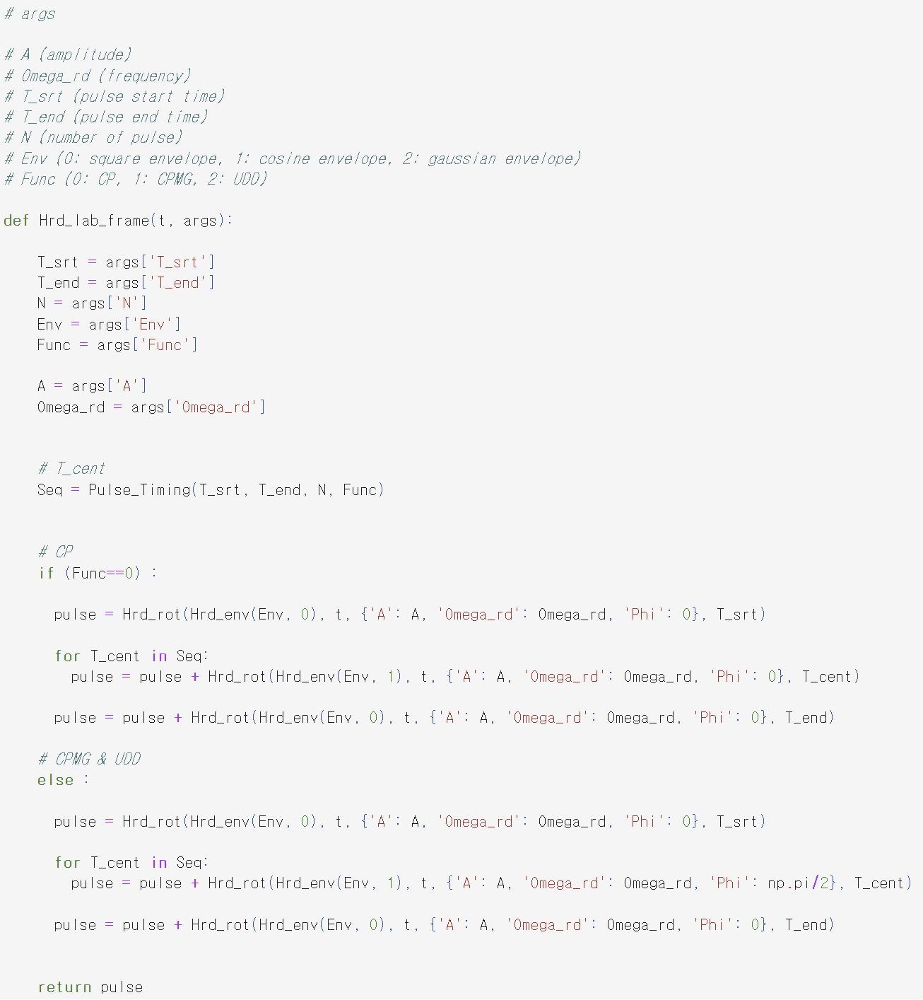 # args
# A (amplitude)
# Omega_rd (frequency)
# T_srt (pulse start time)
# T_end (pulse end time)
# N (number of pulse)
# Env (0: square envelope, 1: cosine envelope, 2: gaussian envelope)
# Func (0: CP, 1: CPMG, 2: UDD)
def Hrd_lab_frame(t, args):
    T_srt = args['T_srt']
    T_end = args['T_end']
    N = args['N']
    Env = args['Env']
    Func = args['Func']
    A = args['A']
    Omega_rd = args['Omega_rd']
    # T_cent
    Seq = Pulse_Timing(T_srt, T_end, N, Func)
    # CP
    if (Func==0) :
      pulse = Hrd_rot(Hrd_env(Env, 0), t, {'A': A, 'Omega_rd': Omega_rd, 'Phi': 0}, T_srt)
      for T_cent in Seq:
        pulse = pulse + Hrd_rot(Hrd_env(Env, 1), t, {'A': A, 'Omega_rd': Omega_rd, 'Phi': 0}, T_cent)
      pulse = pulse + Hrd_rot(Hrd_env(Env, 0), t, {'A': A, 'Omega_rd': Omega_rd, 'Phi': 0}, T_end)
    # CPMG & UDD
    else :
      pulse = Hrd_rot(Hrd_env(Env, 0), t, {'A': A, 'Omega_rd': Omega_rd, 'Phi': 0}, T_srt)
      for T_cent in Seq:
        pulse = pulse + Hrd_rot(Hrd_env(Env, 1), t, {'A': A, 'Omega_rd': Omega_rd, 'Phi': np.pi/2}, T_cent)
      pulse = pulse + Hrd_rot(Hrd_env(Env, 0), t, {'A': A, 'Omega_rd': Omega_rd, 'Phi': 0}, T_end)
    return pulse